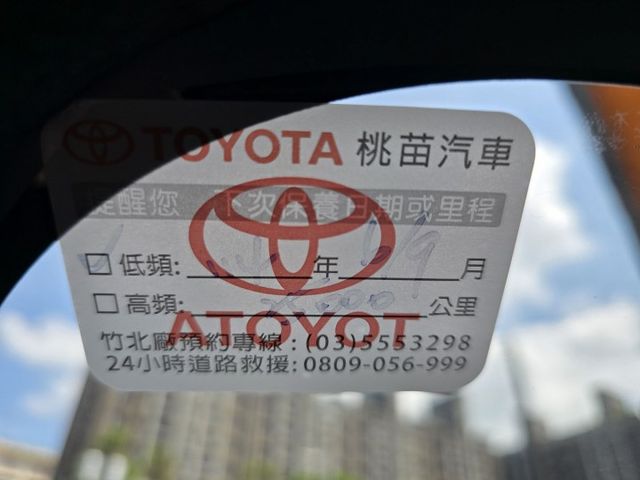 TOYOTA 桃苗汽車
提醒您 下次保養日期或里程
低頻: 年 月
高頻: 公里
TOYOTA
竹北廠預約專線：(03)5553298
24小時道路救援：0809-056-999